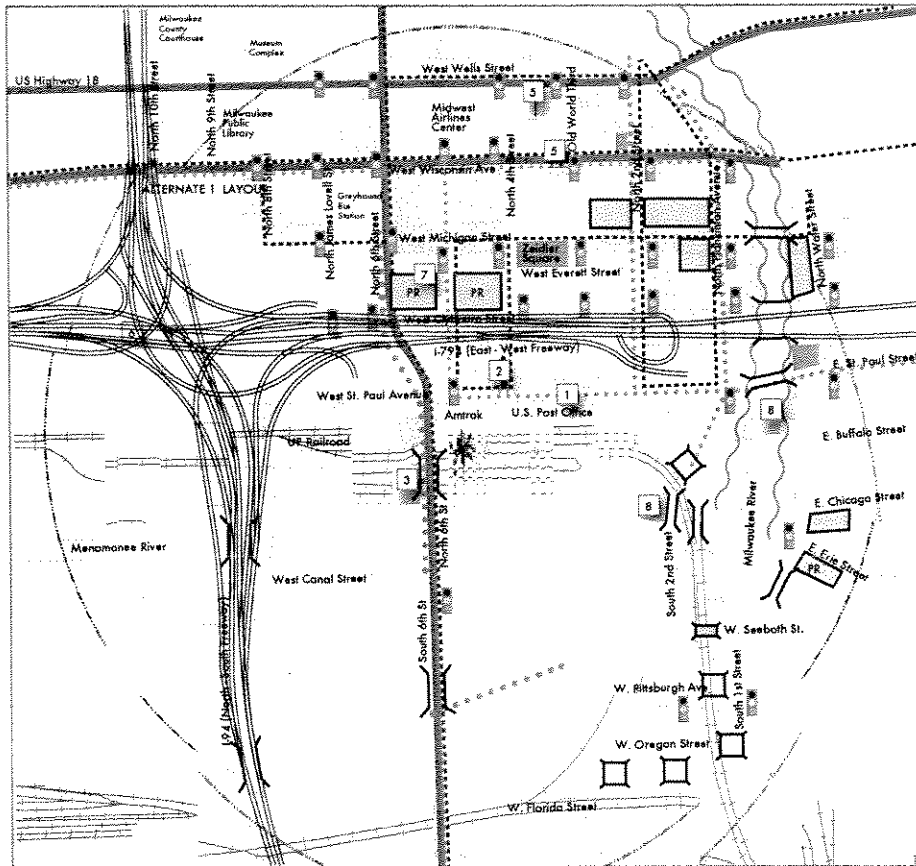 Milwaukee
County
Courthouse
Museum
Complex
West Wells Street
US Highway 18
North 10th Street
North 9th Street
5
Old World Third
Midwest
Airlines
Center
Milwaukee
Public
Library
5
West Wisconsin Ave
ALTERNATE 1 LAYOUT
North 8th Street
North James Lovell St
Greyhound
Bus
Station
North 6th Street
North 4th Street
North 2nd Street
North Plankinton Avenue
North Water Street
West Michigan Street
Zeidler
Square
West Everett Street
7
PR
PR
I-794 (East - West Freeway)
2
E. St. Paul Street
West St. Paul Avenue
1
Amtrak
U.S. Post Office
8
E. Buffalo Street
UP Railroad
3
North 6th St
8
E. Chicago Street
Milwaukee River
Menomonee River
South 2nd Street
E. Erie Street
PR
West Canal Street
South 6th St
W. Seeboth St.
W. Pittsburgh Ave
South 1st Street
I-94 (North - South Freeway)
W. Oregon Street
W. Florida Street